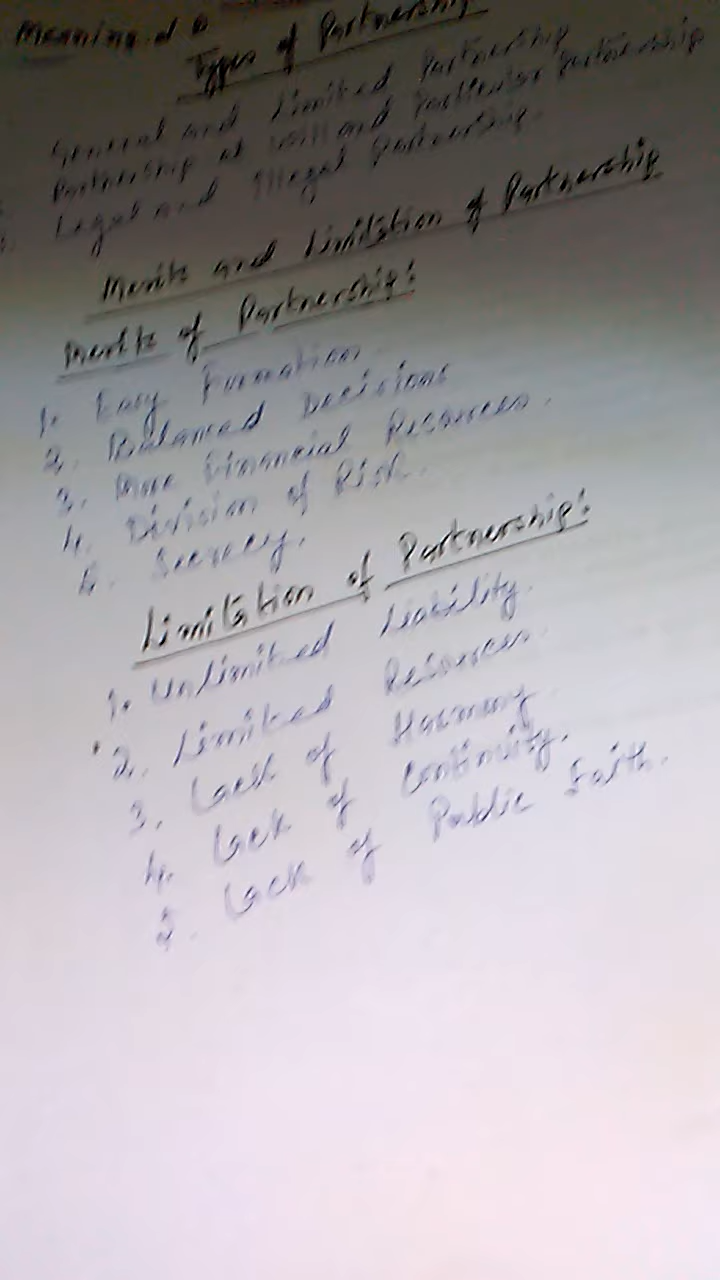 Meaning of
Types of Partnership
General and Limited Partnership
Partnership at will and Particular Partnership
Legal and Illegal Partnership.
Merits and Limitation of Partnership
Merits of Partnership:
1. Easy Formation
2. Balanced Decisions
3. More Financial Resources.
4. Division of Risk.
5. Secrecy.
Limitation of Partnership:
1. Unlimited Liability.
2. Limited Resources.
3. Lack of Harmony
4. Lack of Continuity.
5. Lack of Public Faith.